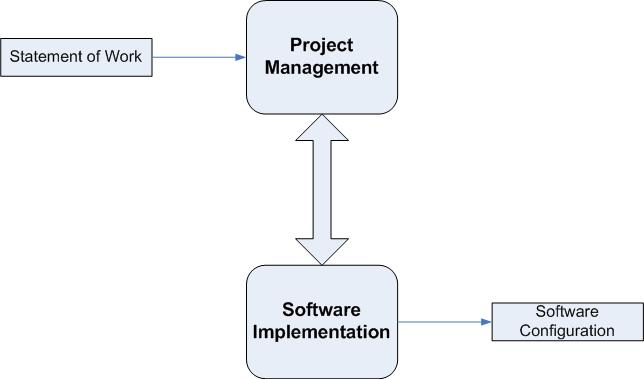 Project
Management
Statement of Work
Software
Implementation
Software
Configuration